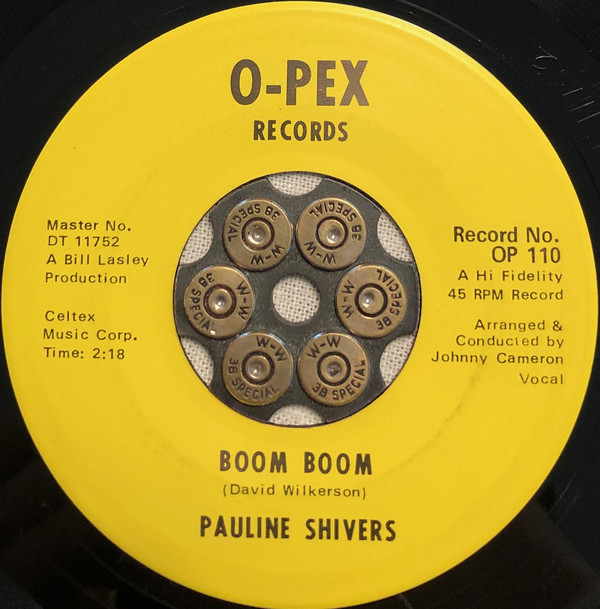 O-PEX
RECORDS
Master No.
DT 11752
A Bill Lasley
Production
Celtex
Music Corp.
Time: 2:18
Record No.
OP 110
A Hi Fidelity
45 RPM Record
Arranged &
Conducted by
Johnny Cameron
Vocal
W-W
38 SPECIAL
W-W
38 SPECIAL
W-W
38 SPECIAL
W-W
38 SPECIAL
W-W
38 SPECIAL
W-W
38 SPECIAL
BOOM BOOM
(David Wilkerson)
PAULINE SHIVERS